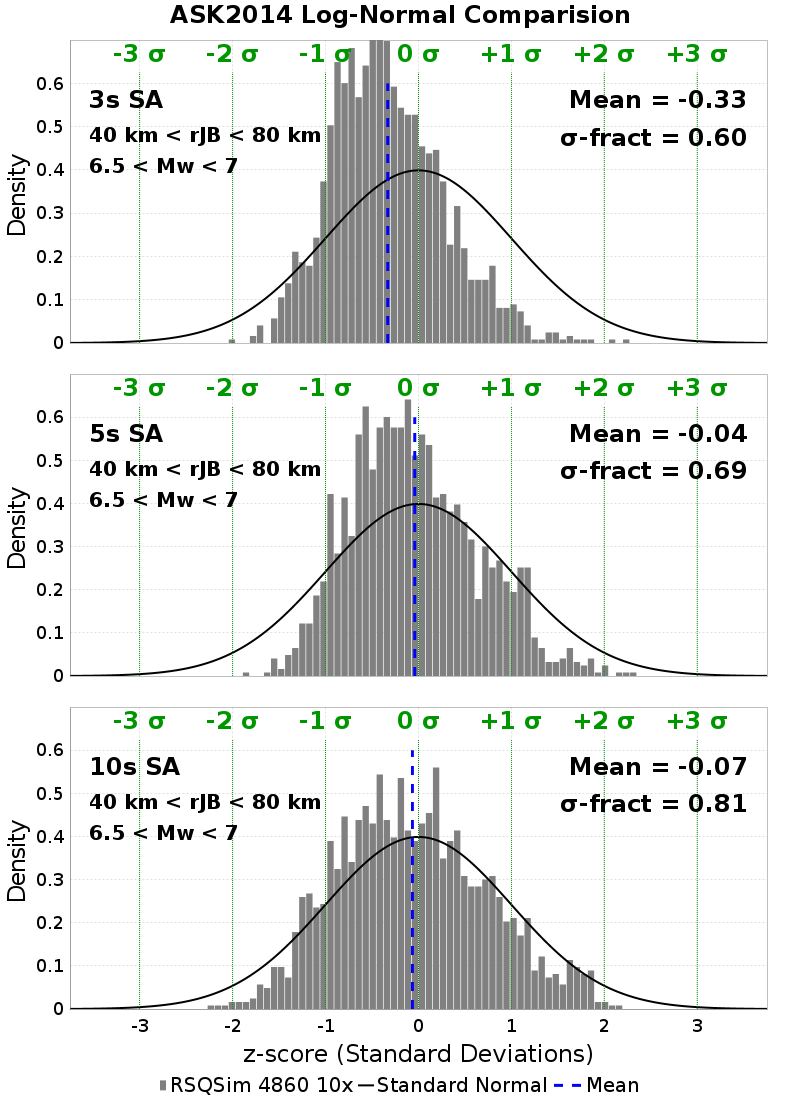 ASK2014 Log-Normal Comparision
-3 σ -2 σ -1 σ 0 σ +1 σ +2 σ +3 σ
3s SA
Mean = -0.33
40 km < rJB < 80 km
σ-fract = 0.60
6.5 < Mw < 7
Density
0.6
0.5
0.4
0.3
0.2
0.1
0
-3 σ -2 σ -1 σ 0 σ +1 σ +2 σ +3 σ
5s SA
Mean = -0.04
40 km < rJB < 80 km
σ-fract = 0.69
6.5 < Mw < 7
Density
0.6
0.5
0.4
0.3
0.2
0.1
0
-3 σ -2 σ -1 σ 0 σ +1 σ +2 σ +3 σ
10s SA
Mean = -0.07
40 km < rJB < 80 km
σ-fract = 0.81
6.5 < Mw < 7
Density
0.6
0.5
0.4
0.3
0.2
0.1
0
-3 -2 -1 0 1 2 3
z-score (Standard Deviations)
RSQSim 4860 10x Standard Normal Mean